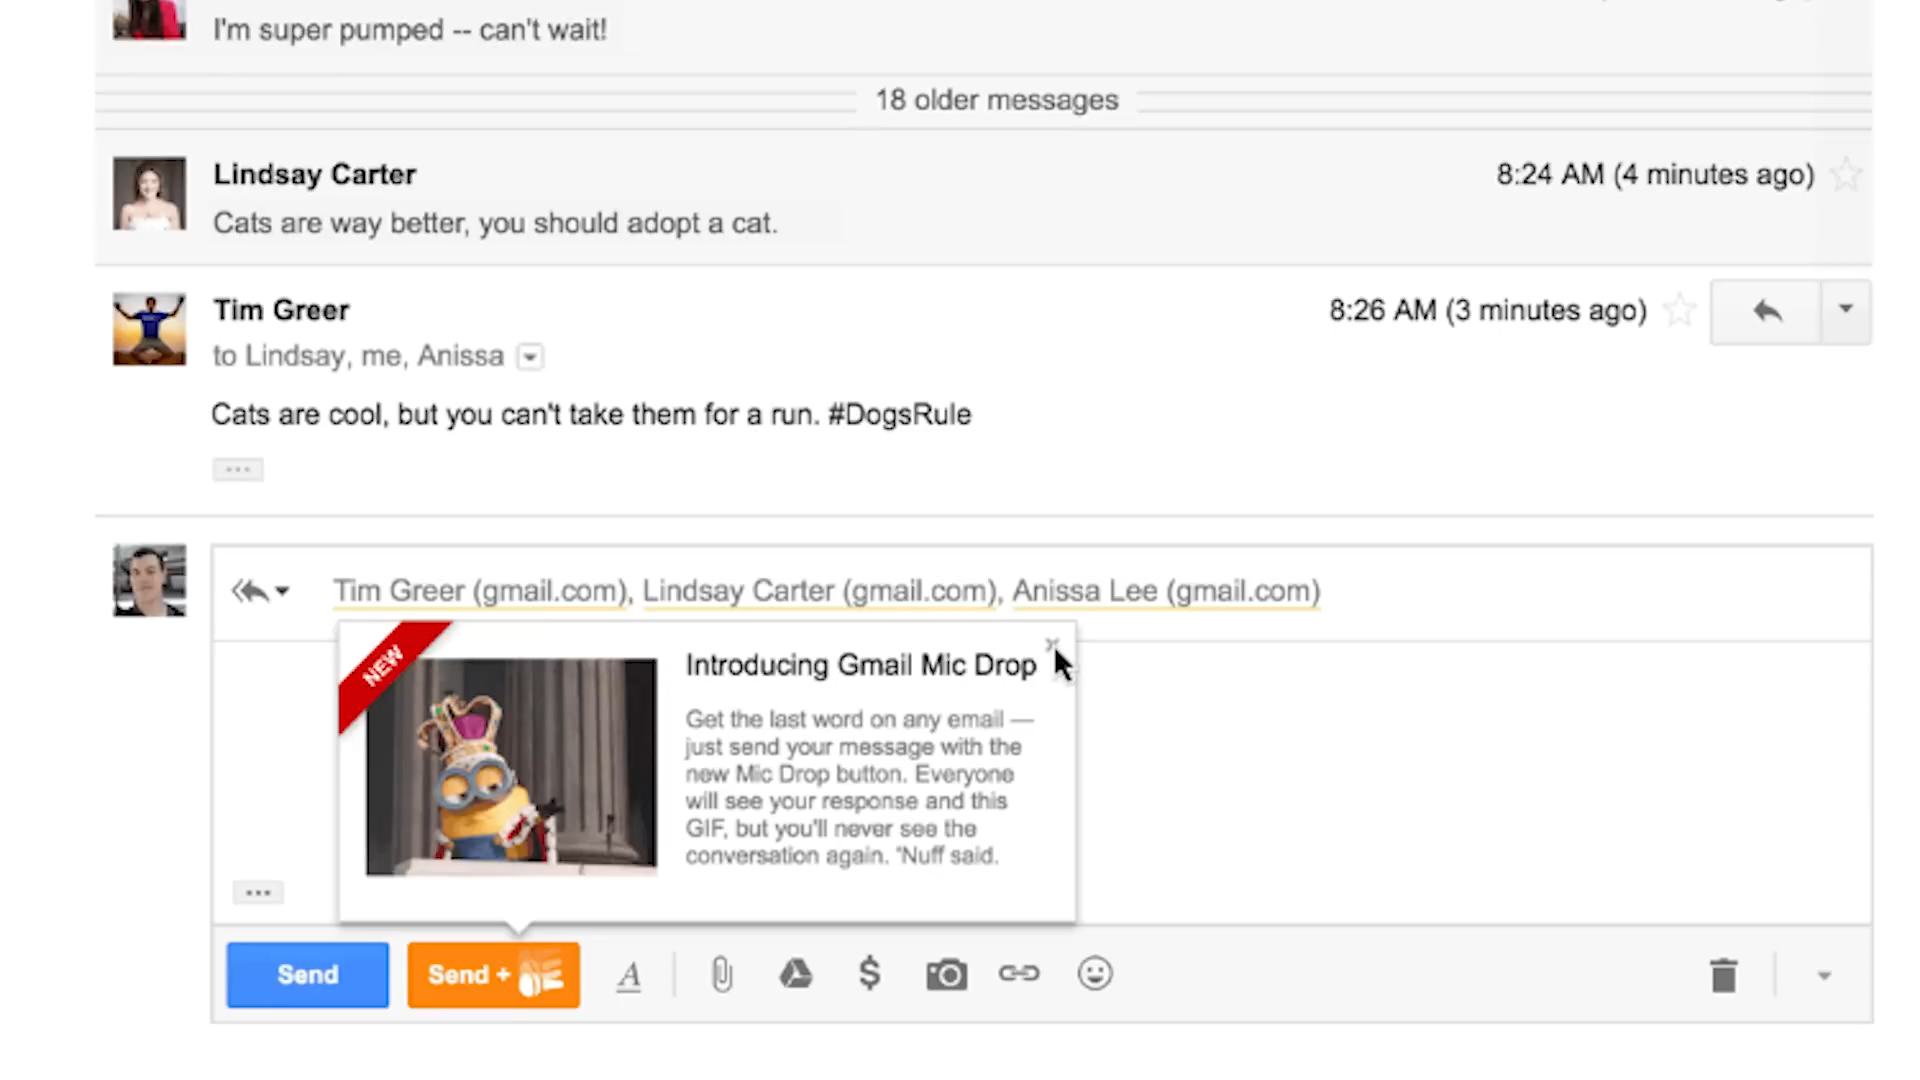 I'm super pumped -- can't wait!
18 older messages
Lindsay Carter
8:24 AM (4 minutes ago)
Cats are way better, you should adopt a cat.
Tim Greer
8:26 AM (3 minutes ago)
to Lindsay, me, Anissa
Cats are cool, but you can't take them for a run. #DogsRule
Tim Greer (gmail.com), Lindsay Carter (gmail.com), Anissa Lee (gmail.com)
NEW
Introducing Gmail Mic Drop
Get the last word on any email —
just send your message with the
new Mic Drop button. Everyone
will see your response and this
GIF, but you'll never see the
conversation again. 'Nuff said.
Send
Send +